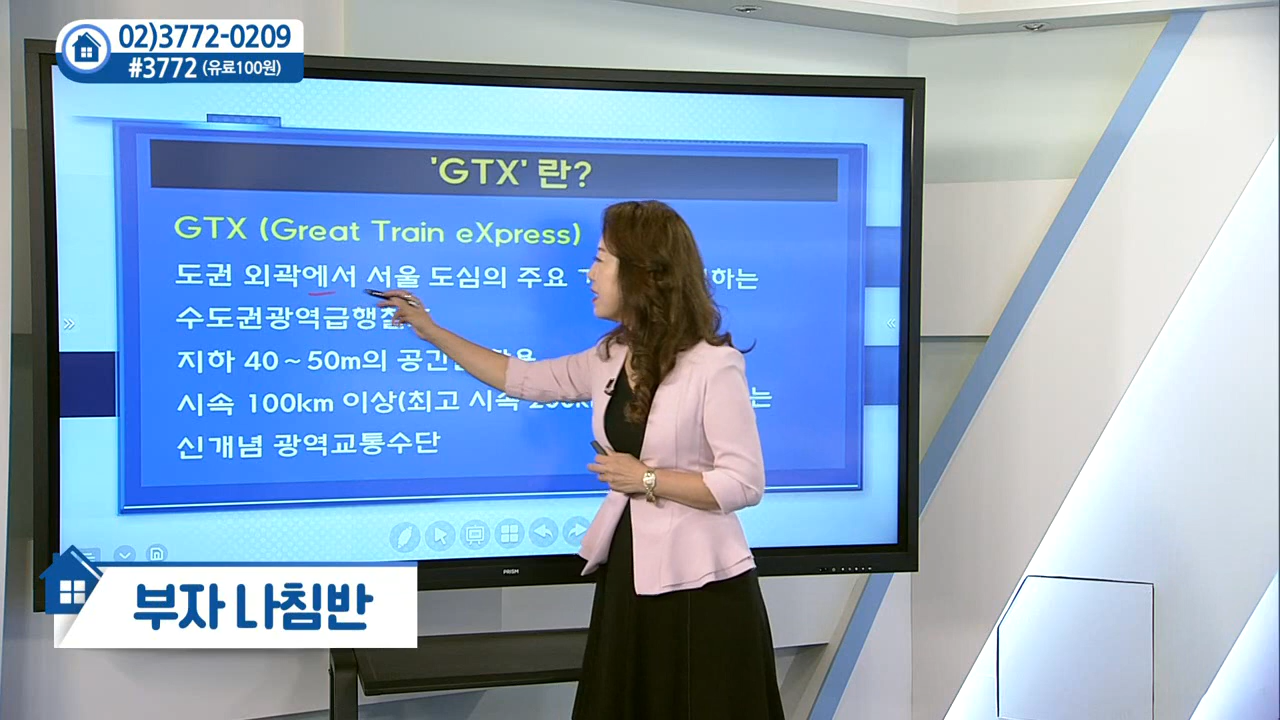 02)3772-0209
#3772 (유료100원)
'GTX' 란?
GTX (Great Train eXpress)
도권 외곽에서 서울 도심의 주요 하는
수도권광역급행
지하 40~50m의
시속 100km 이상(최고 시속 는
신개념 광역교통수단
PRISM
부자 나침반